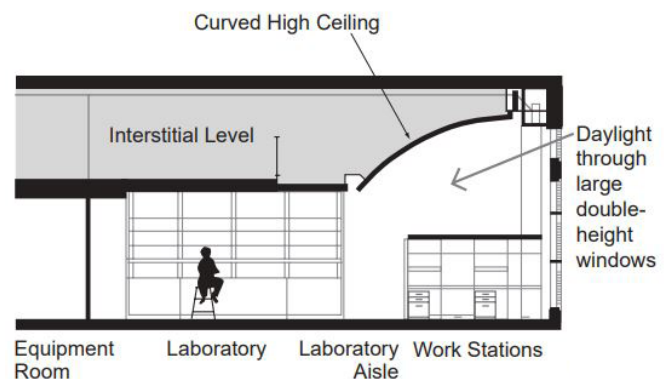 Curved High Ceiling
Interstitial Level
Daylight
through
large
double-
height
windows
Equipment
Room
Laboratory
Laboratory
Aisle
Work Stations